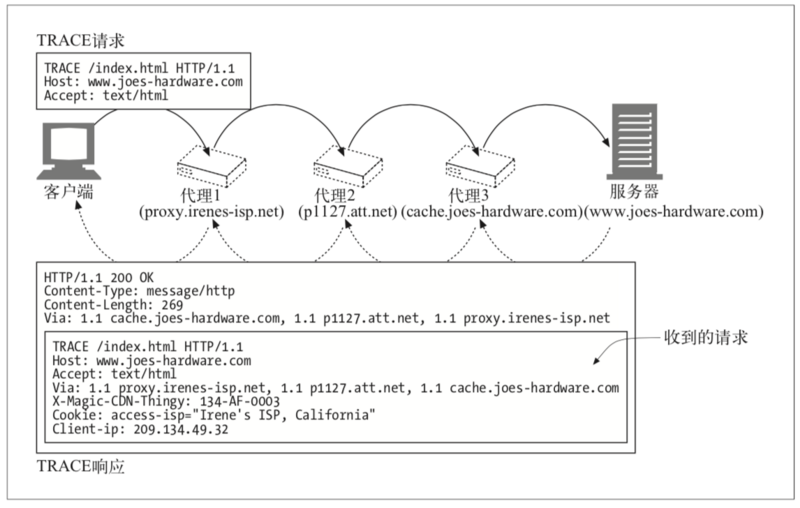 TRACE请求
TRACE /index.html HTTP/1.1
Host: www.joes-hardware.com
Accept: text/html
客户端
代理1
(proxy.irenes-isp.net)
代理2
(p1127.att.net)
代理3
(cache.joes-hardware.com)
服务器
(www.joes-hardware.com)
HTTP/1.1 200 OK
Content-Type: message/http
Content-Length: 269
Via: 1.1 cache.joes-hardware.com, 1.1 p1127.att.net, 1.1 proxy.irenes-isp.net
收到的请求
TRACE /index.html HTTP/1.1
Host: www.joes-hardware.com
Accept: text/html
Via: 1.1 proxy.irenes-isp.net, 1.1 p1127.att.net, 1.1 cache.joes-hardware.com
X-Magic-CDN-Thingy: 134-AF-0003
Cookie: access-isp="Irene's ISP, California"
Client-ip: 209.134.49.32
TRACE响应